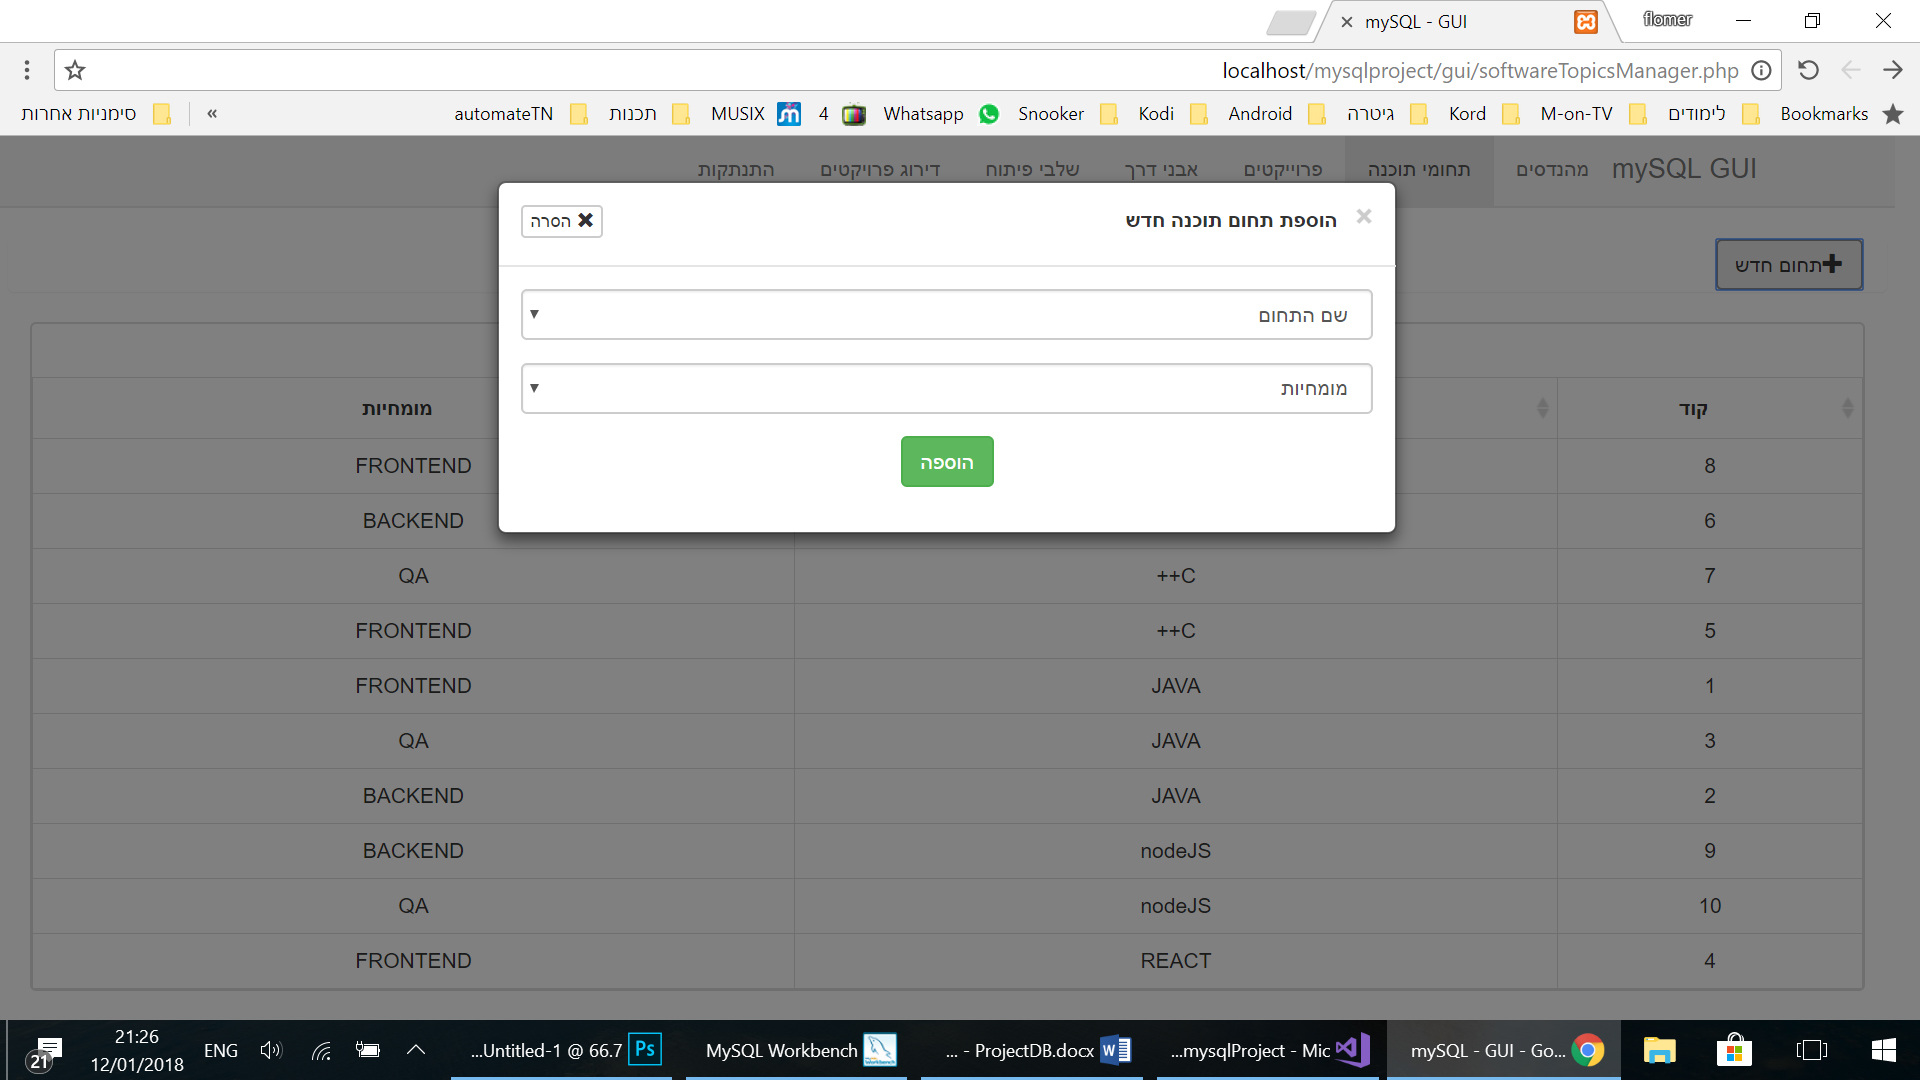 mySQL - GUI
flomer
localhost/mysqlproject/gui/softwareTopicsManager.php
Bookmarks לימודים M-on-TV Kord גיטרה Android Kodi Snooker Whatsapp 4 MUSIX תכנות automateTN » סימניות אחרות
mySQL GUI מהנדסים תחומי תוכנה פרוייקטים אבני דרך שלבי פיתוח דירוג פרויקטים התנתקות
× הוספת תחום תוכנה חדש ✖ הסרה
תחום חדש
שם התחום
מומחיות
הוספה
קוד מומחיות
8 FRONTEND
6 BACKEND
7 ++C QA
5 ++C FRONTEND
1 JAVA FRONTEND
3 JAVA QA
2 JAVA BACKEND
9 nodeJS BACKEND
10 nodeJS QA
4 REACT FRONTEND
mySQL - GUI - Go...
...mysqlProject - Mic
... - ProjectDB.docx
MySQL Workbench
...Untitled-1 @ 66.7
Ps
ENG
21:26
12/01/2018
21